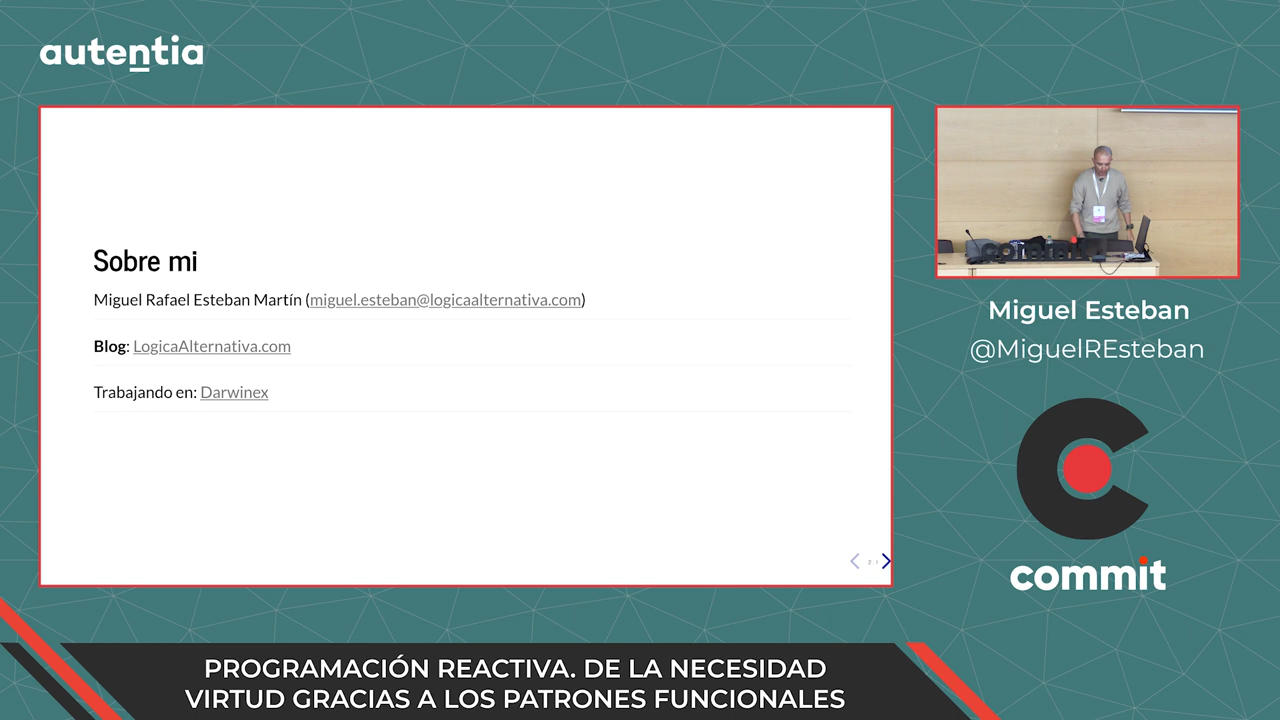 autentia
Sobre mi
Miguel Rafael Esteban Martín (miguel.esteban@logicaalternativa.com)
Blog: LogicaAlternativa.com
Trabajando en: Darwinex
Miguel Esteban
@MiguelREsteban
commit
PROGRAMACIÓN REACTIVA. DE LA NECESIDAD
VIRTUD GRACIAS A LOS PATRONES FUNCIONALES